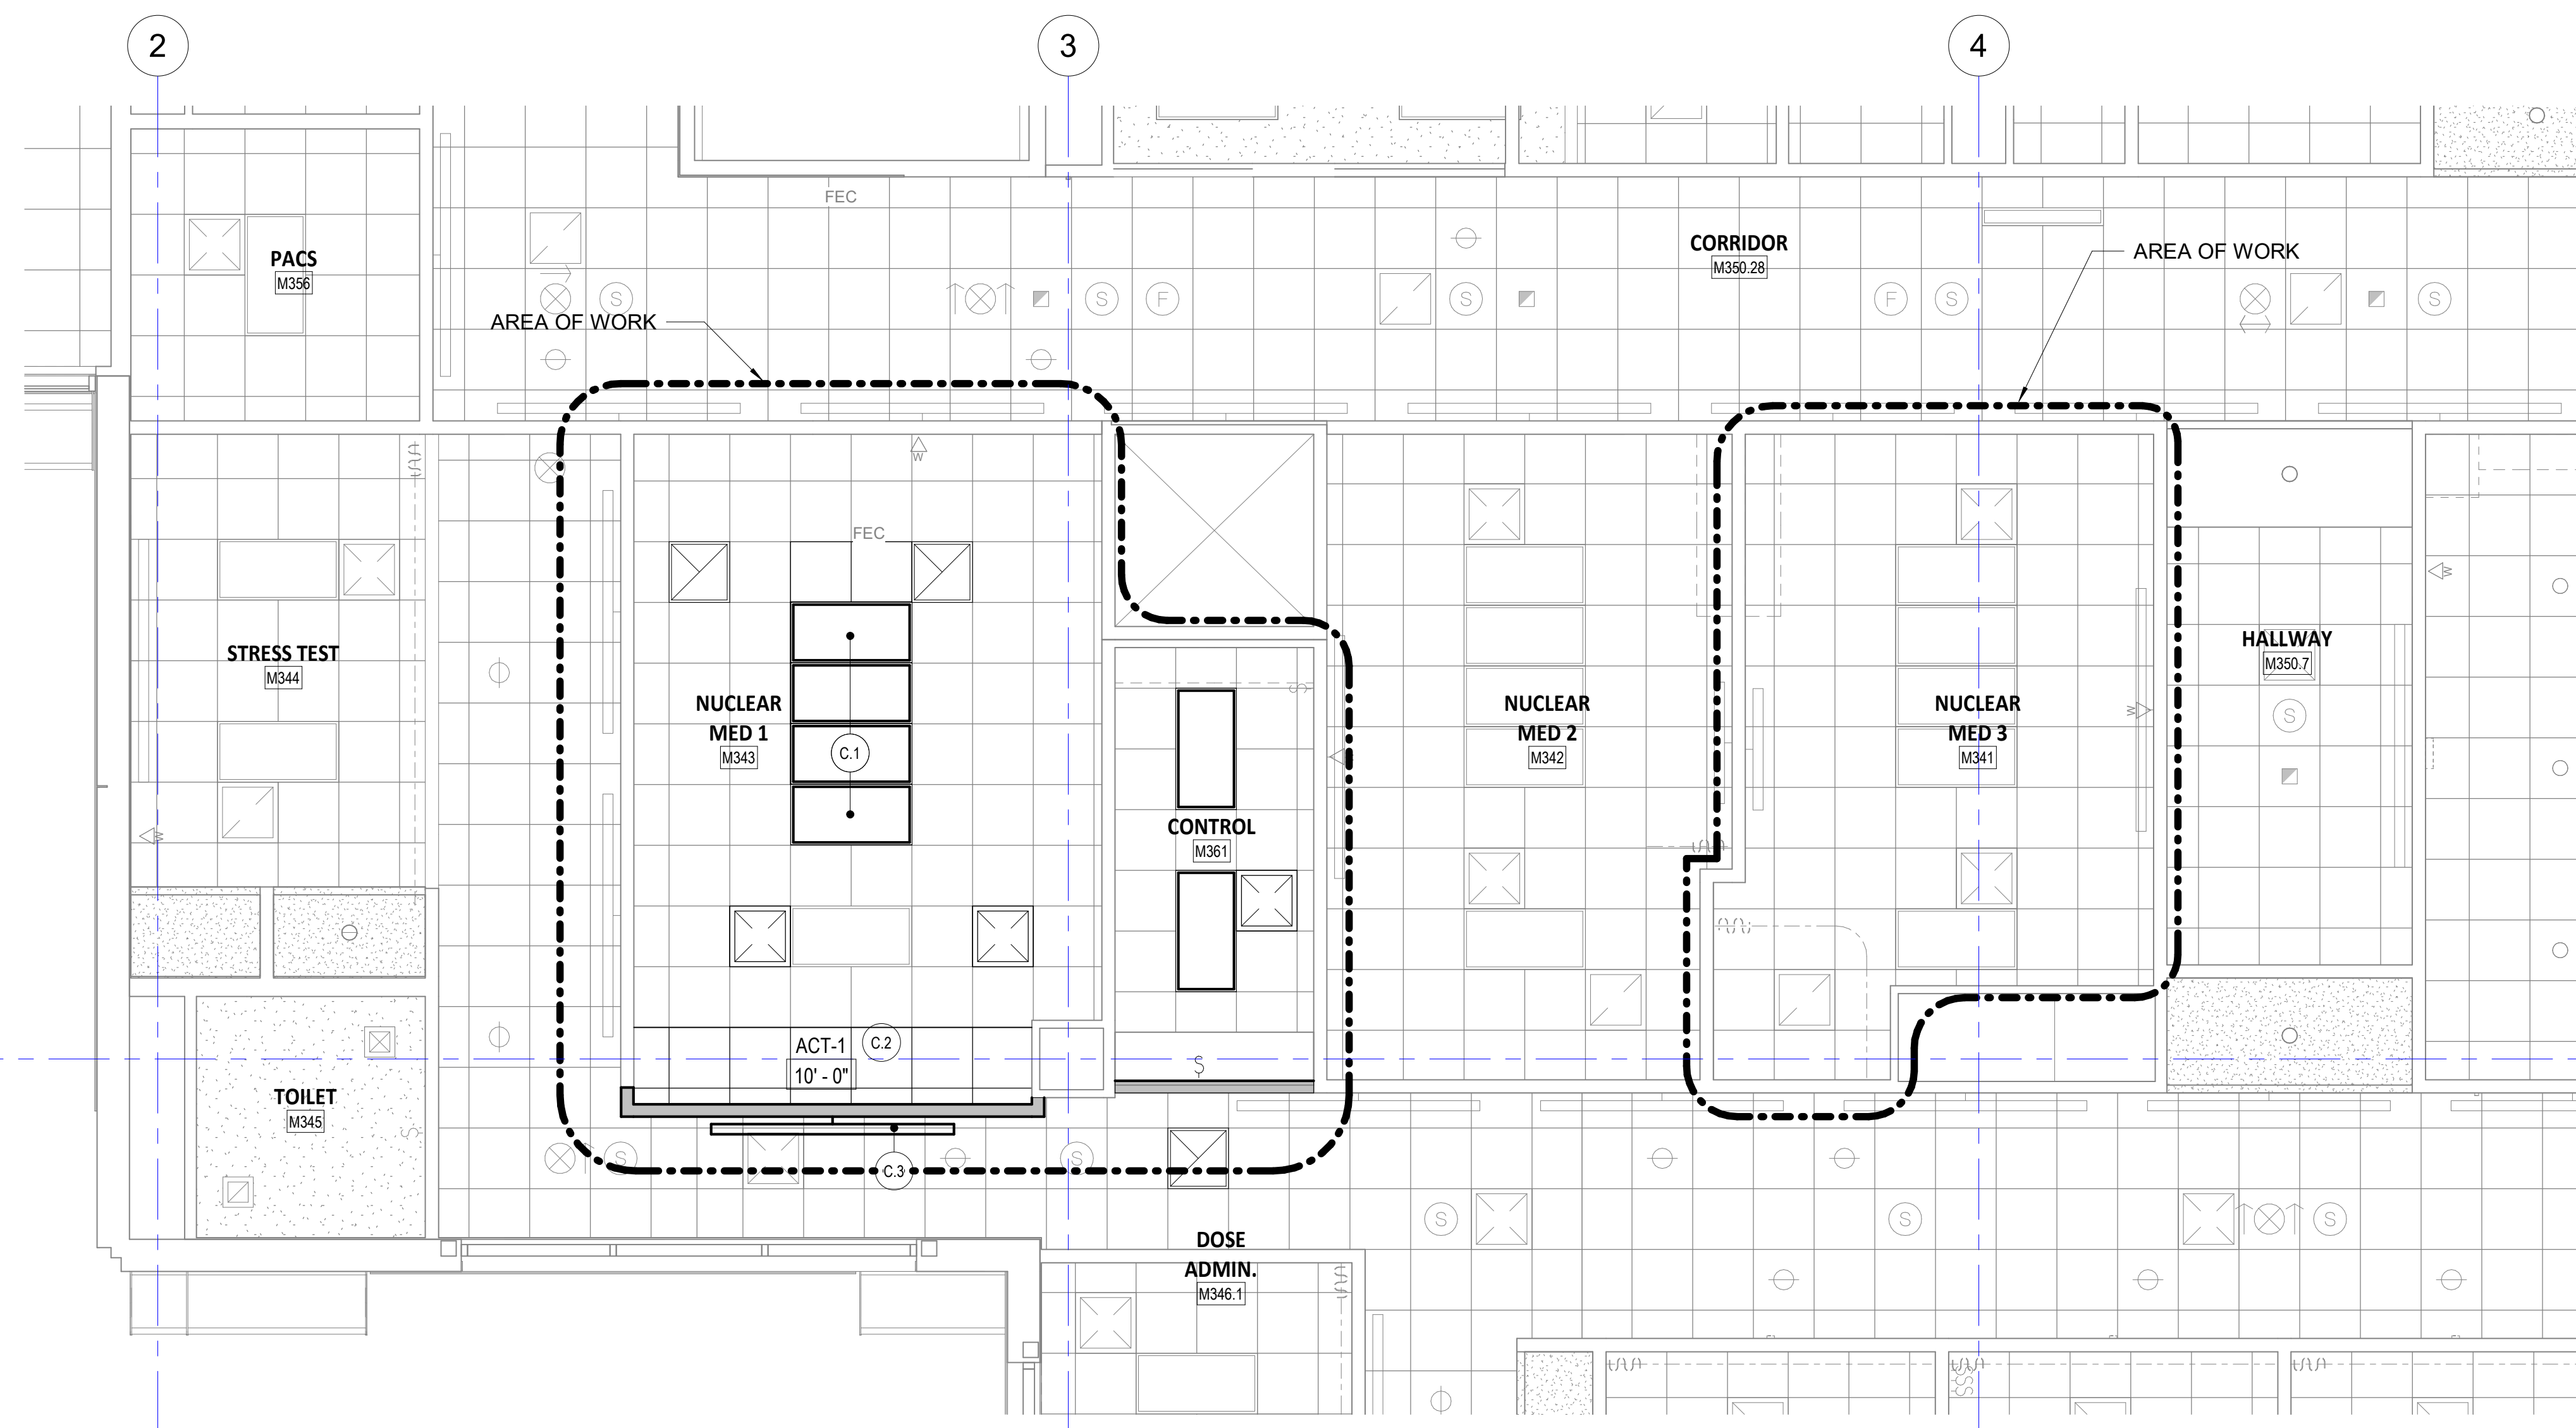 2
3
4
FEC
CORRIDOR
M350.28
AREA OF WORK
PACS
M356
S
S
F
S
F
S
S
AREA OF WORK
W
FEC
W
STRESS TEST
M344
HALLWAY
M350.7
S
NUCLEAR
MED 1
M343
C.1
NUCLEAR
MED 2
M342
NUCLEAR
MED 3
M341
W
W
CONTROL
M361
ACT-1
10' - 0"
C.2
TOILET
M345
S
C.3
S
S
S
S
DOSE
ADMIN.
M346.1